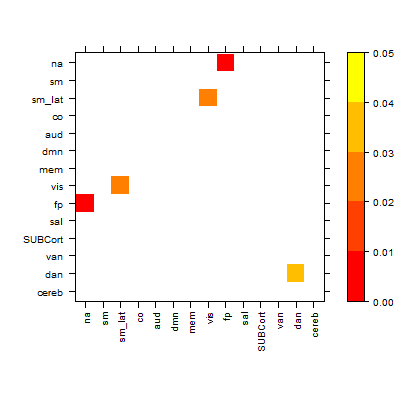 na
sm
sm_lat
co
aud
dmn
mem
vis
fp
sal
SUBCort
van
dan
cereb
na
sm
sm_lat
co
aud
dmn
mem
vis
fp
sal
SUBCort
van
dan
cereb
0.05
0.04
0.03
0.02
0.01
0.00